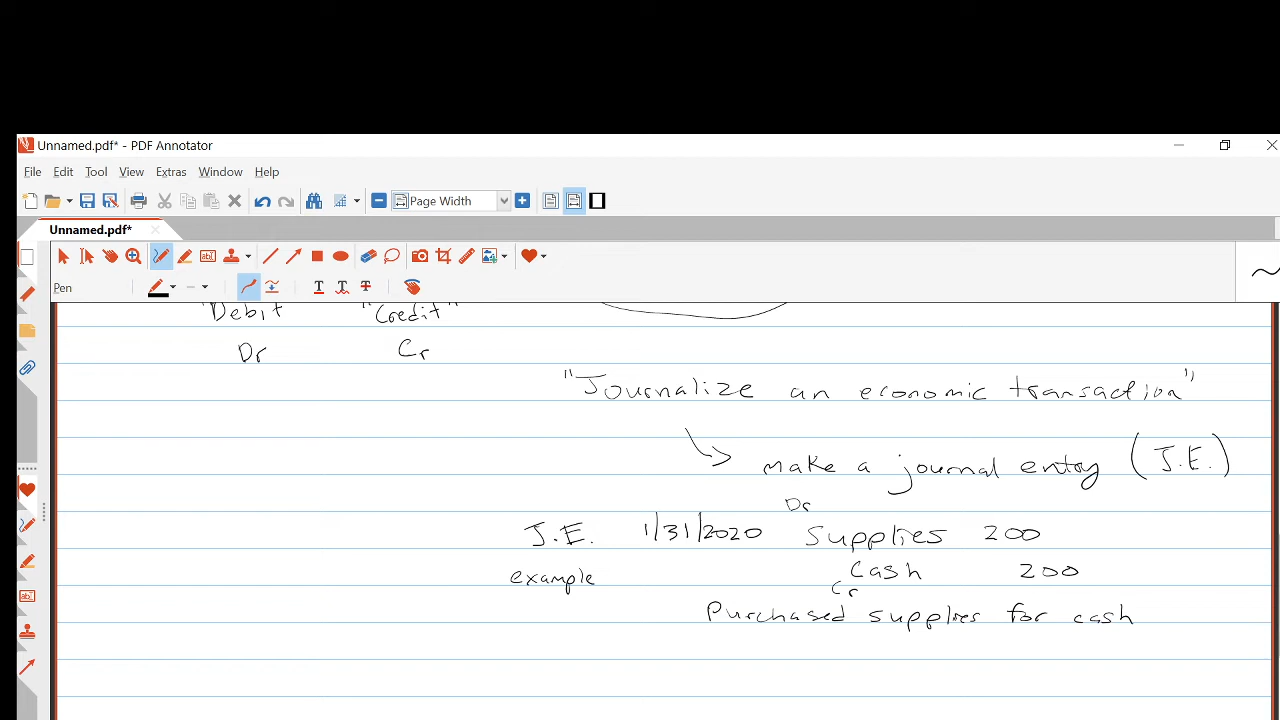 Unnamed.pdf* - PDF Annotator
File Edit Tool View Extras Window Help
Page Width
Unnamed.pdf*
Pen
"Debit "Credit"
Dr Cr
"Journalize an economic transaction"
make a journal entry (J.E.)
Dr
J.E. 1/31/2020 Supplies 200
example Cash 200
Cr
Purchased supplies for cash